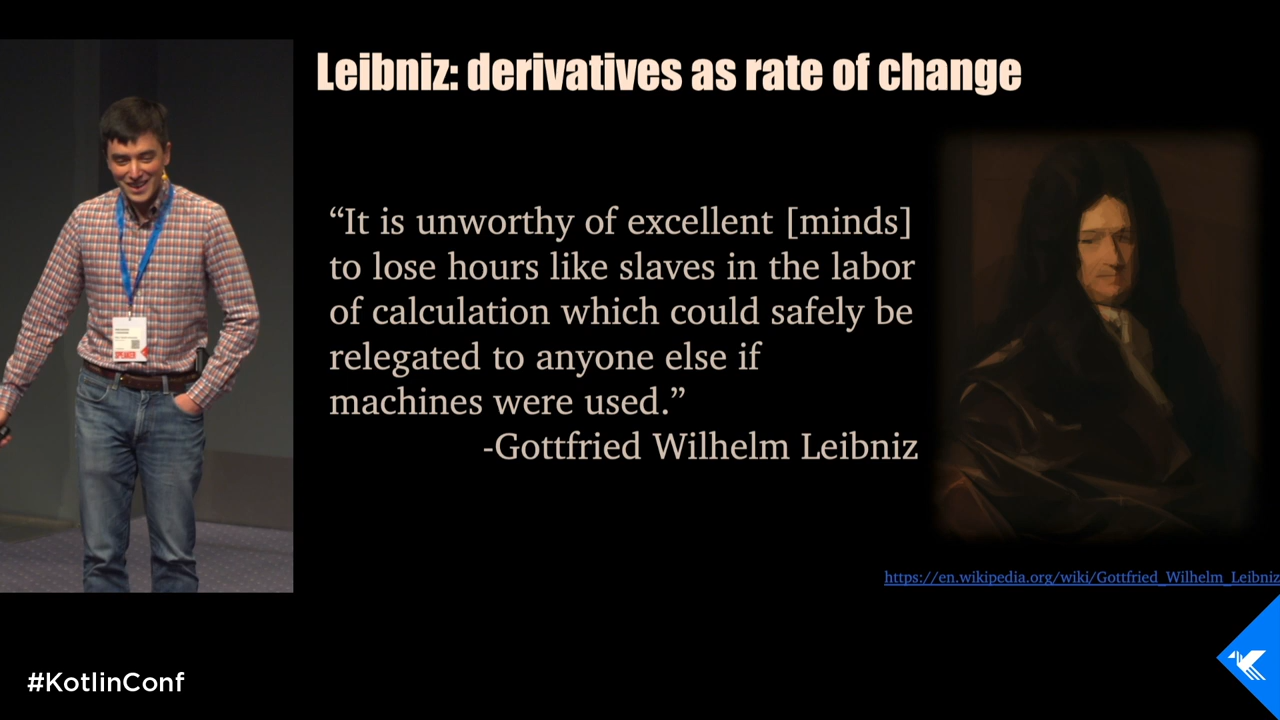 Leibniz: derivatives as rate of change
“It is unworthy of excellent [minds]
to lose hours like slaves in the labor
of calculation which could safely be
relegated to anyone else if
machines were used.”
-Gottfried Wilhelm Leibniz
https://en.wikipedia.org/wiki/Gottfried_Wilhelm_Leibniz
SPEAKER
#KotlinConf